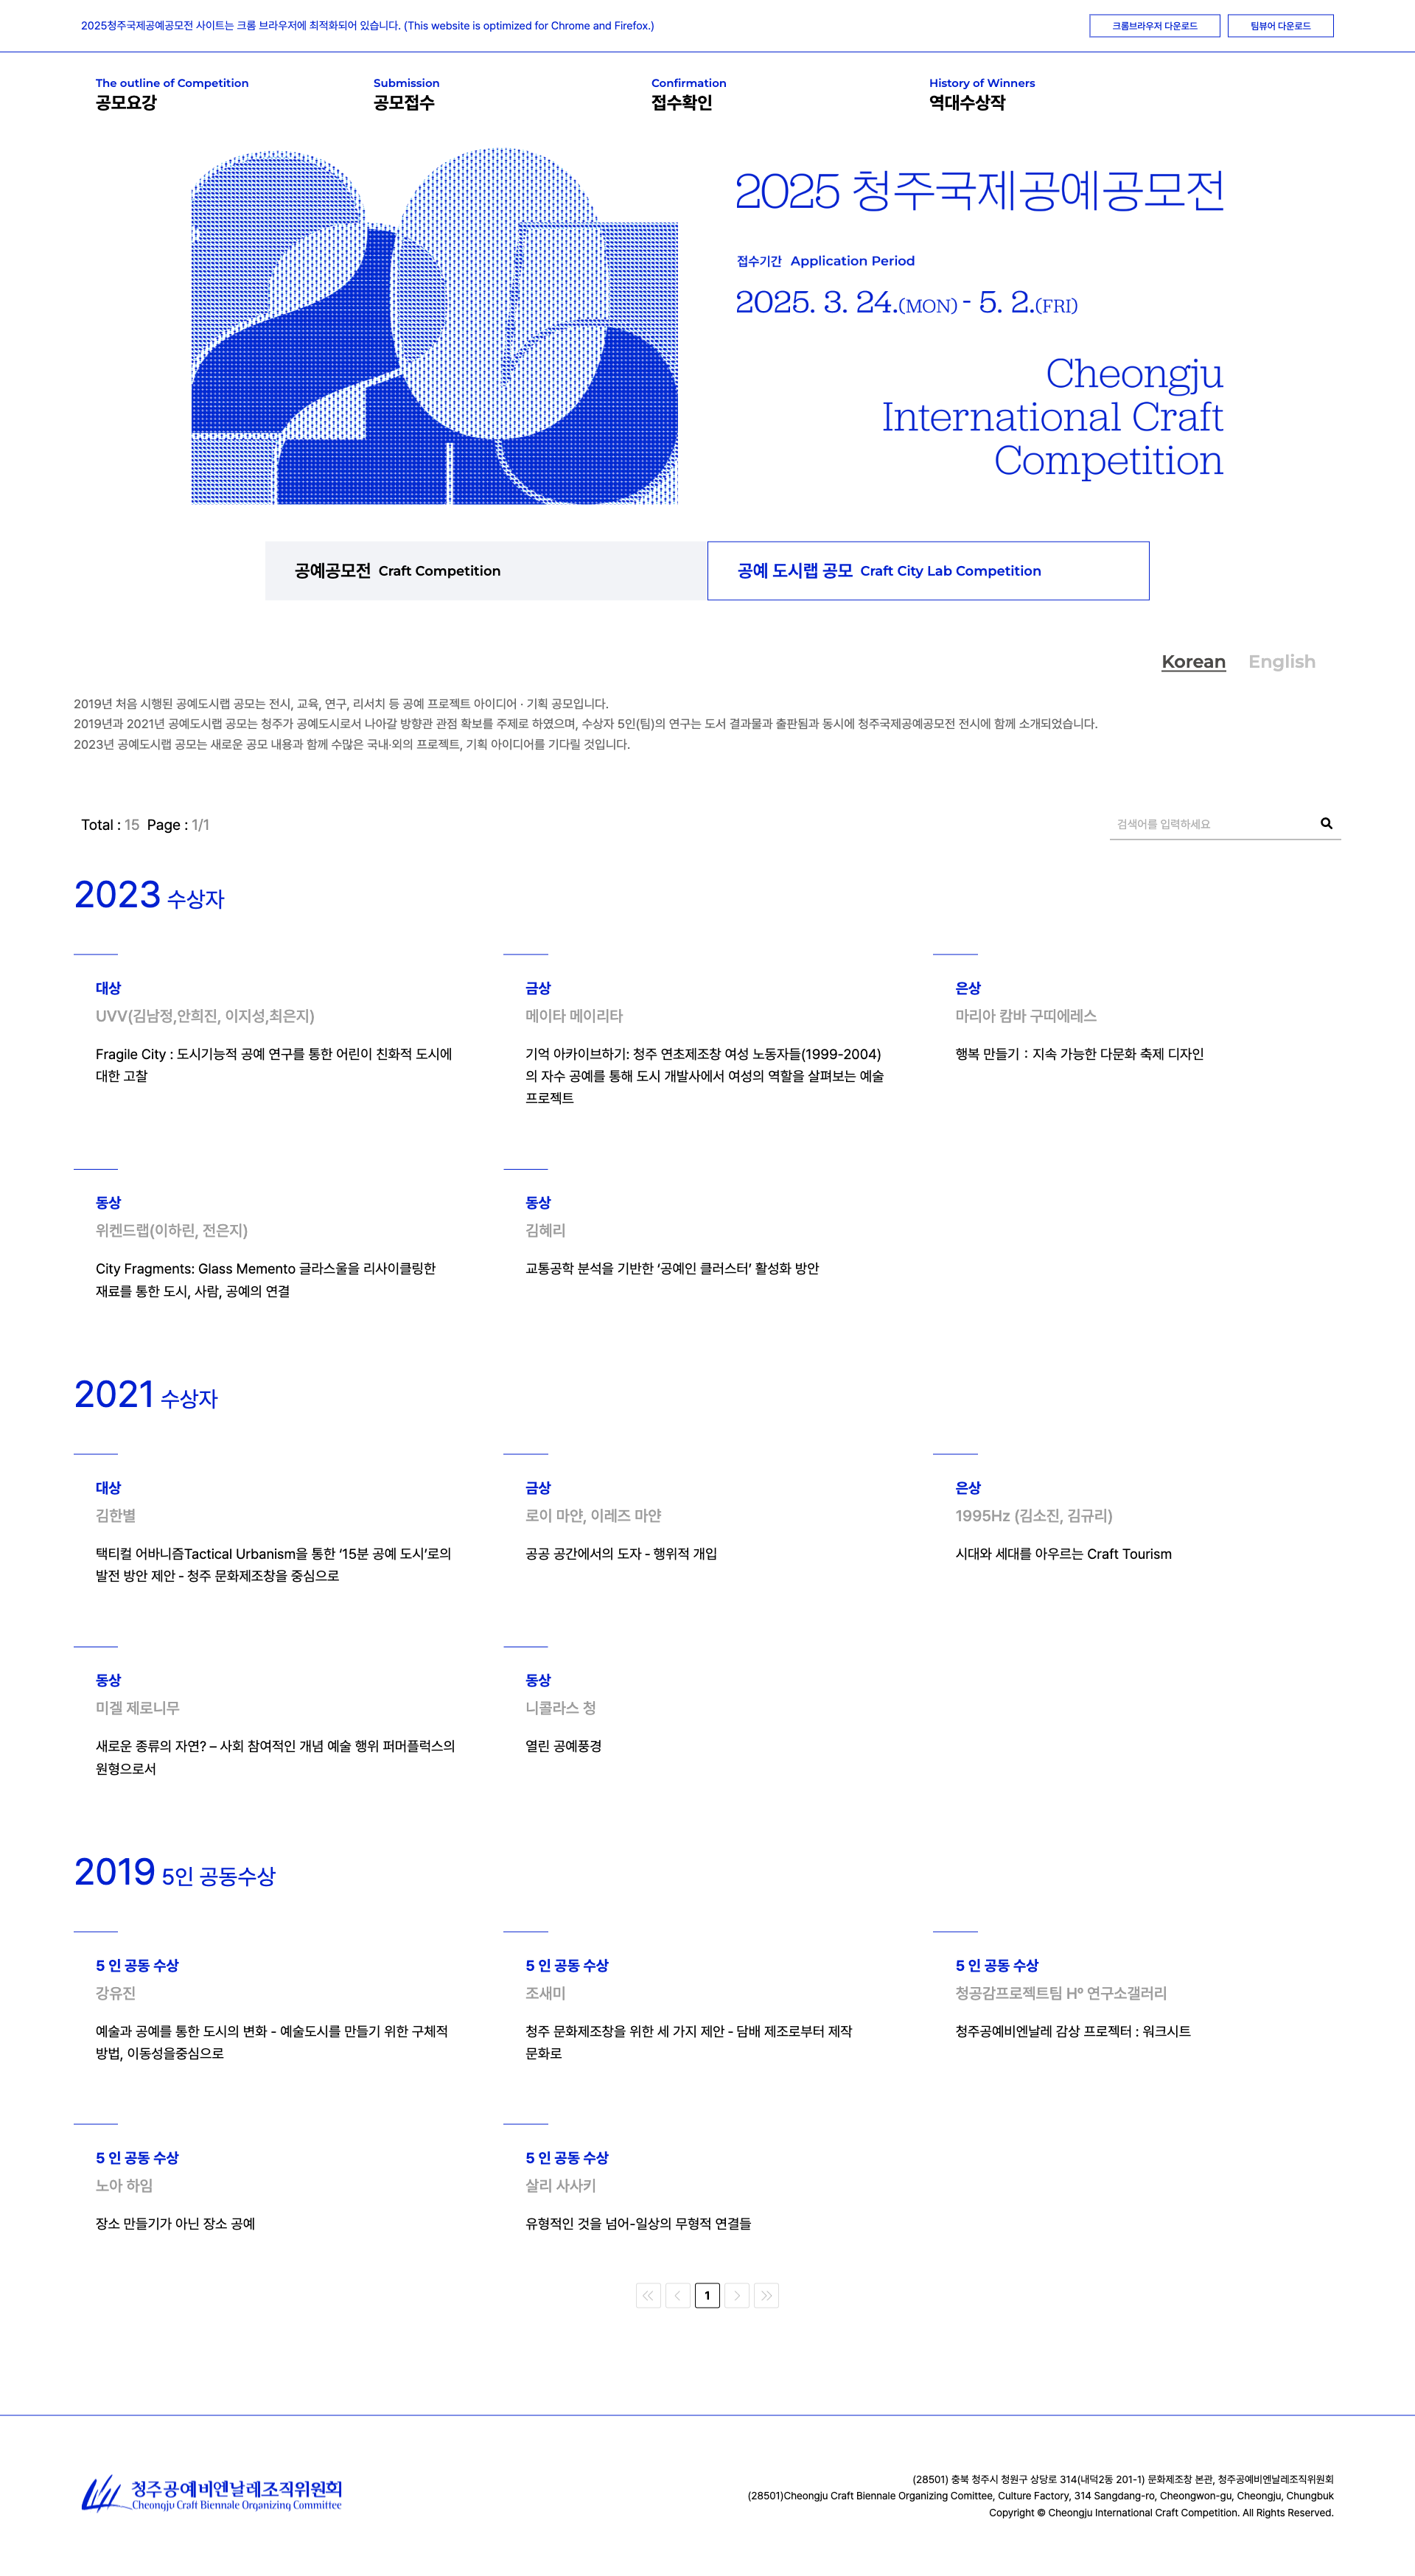 2025청주국제공예공모전 사이트는 크롬 브라우저에 최적화되어 있습니다. (This website is optimized for Chrome and Firefox.)
크롬브라우저 다운로드
팀뷰어 다운로드
The outline of Competition
공모요강
Submission
공모접수
Confirmation
접수확인
History of Winners
역대수상작
2025 청주국제공예공모전
접수기간 Application Period
2025. 3. 24.(MON) - 5. 2.(FRI)
Cheongju
International Craft
Competition
공예공모전 Craft Competition
공예 도시랩 공모 Craft City Lab Competition
Korean English
2019년 처음 시행된 공예도시랩 공모는 전시, 교육, 연구, 리서치 등 공예 프로젝트 아이디어 · 기획 공모입니다.
2019년과 2021년 공예도시랩 공모는 청주가 공예도시로서 나아갈 방향관 관점 확보를 주제로 하였으며, 수상자 5인(팀)의 연구는 도서 결과물과 출판됨과 동시에 청주국제공예공모전 전시에 함께 소개되었습니다.
2023년 공예도시랩 공모는 새로운 공모 내용과 함께 수많은 국내·외의 프로젝트, 기획 아이디어를 기다릴 것입니다.
Total : 15 Page : 1/1
검색어를 입력하세요
2023 수상자
대상
UVV(김남정,안희진, 이지성,최은지)
Fragile City : 도시기능적 공예 연구를 통한 어린이 친화적 도시에
대한 고찰
금상
메이타 메이리타
기억 아카이브하기: 청주 연초제조창 여성 노동자들(1999-2004)
의 자수 공예를 통해 도시 개발사에서 여성의 역할을 살펴보는 예술
프로젝트
은상
마리아 캄바 구띠에레스
행복 만들기 : 지속 가능한 다문화 축제 디자인
동상
위켄드랩(이하린, 전은지)
City Fragments: Glass Memento 글라스울을 리사이클링한
재료를 통한 도시, 사람, 공예의 연결
동상
김혜리
교통공학 분석을 기반한 ‘공예인 클러스터’ 활성화 방안
2021 수상자
대상
김한별
택티컬 어바니즘Tactical Urbanism을 통한 ‘15분 공예 도시’로의
발전 방안 제안 - 청주 문화제조창을 중심으로
금상
로이 마얀, 이레즈 마얀
공공 공간에서의 도자 - 행위적 개입
은상
1995Hz (김소진, 김규리)
시대와 세대를 아우르는 Craft Tourism
동상
미겔 제로니무
새로운 종류의 자연? – 사회 참여적인 개념 예술 행위 퍼머플럭스의
원형으로서
동상
니콜라스 청
열린 공예풍경
2019 5인 공동수상
5 인 공동 수상
강유진
예술과 공예를 통한 도시의 변화 - 예술도시를 만들기 위한 구체적
방법, 이동성을중심으로
5 인 공동 수상
조새미
청주 문화제조창을 위한 세 가지 제안 - 담배 제조로부터 제작
문화로
5 인 공동 수상
청공감프로젝트팀 Hº 연구소갤러리
청주공예비엔날레 감상 프로젝터 : 워크시트
5 인 공동 수상
노아 하임
장소 만들기가 아닌 장소 공예
5 인 공동 수상
살리 사사키
유형적인 것을 넘어-일상의 무형적 연결들
1
청주공예비엔날레조직위원회
Cheongju Craft Biennale Organizing Committee
(28501) 충북 청주시 청원구 상당로 314(내덕2동 201-1) 문화제조창 본관, 청주공예비엔날레조직위원회
(28501)Cheongju Craft Biennale Organizing Comittee, Culture Factory, 314 Sangdang-ro, Cheongwon-gu, Cheongju, Chungbuk
Copyright © Cheongju International Craft Competition. All Rights Reserved.